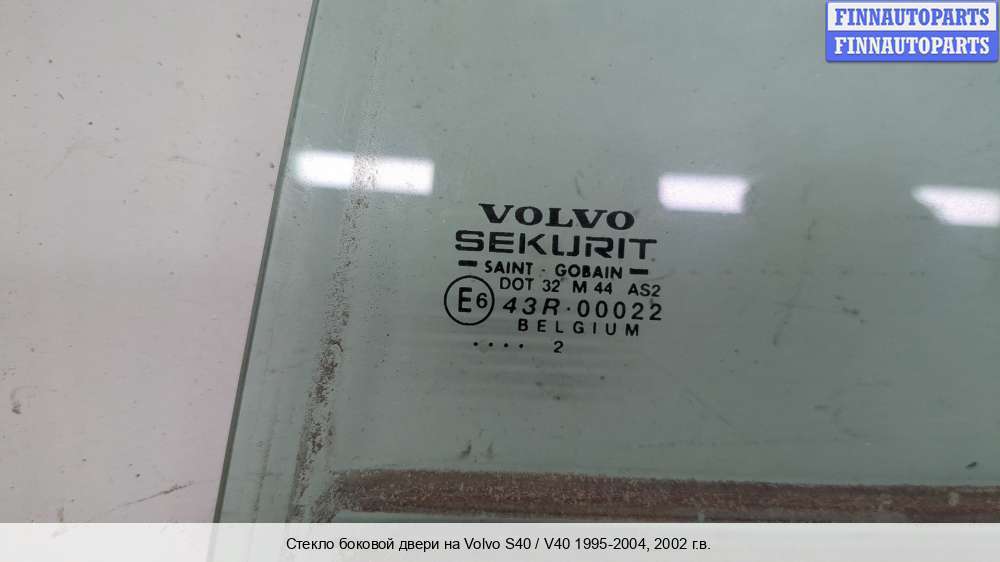 FINNAUTOPARTS
FINNAUTOPARTS
VOLVO
SEKURIT
SAINT - GOBAIN
DOT 32 M 44 AS2
E6 43R-00022
BELGIUM
.... 2
Стекло боковой двери на Volvo S40 / V40 1995-2004, 2002 г.в.